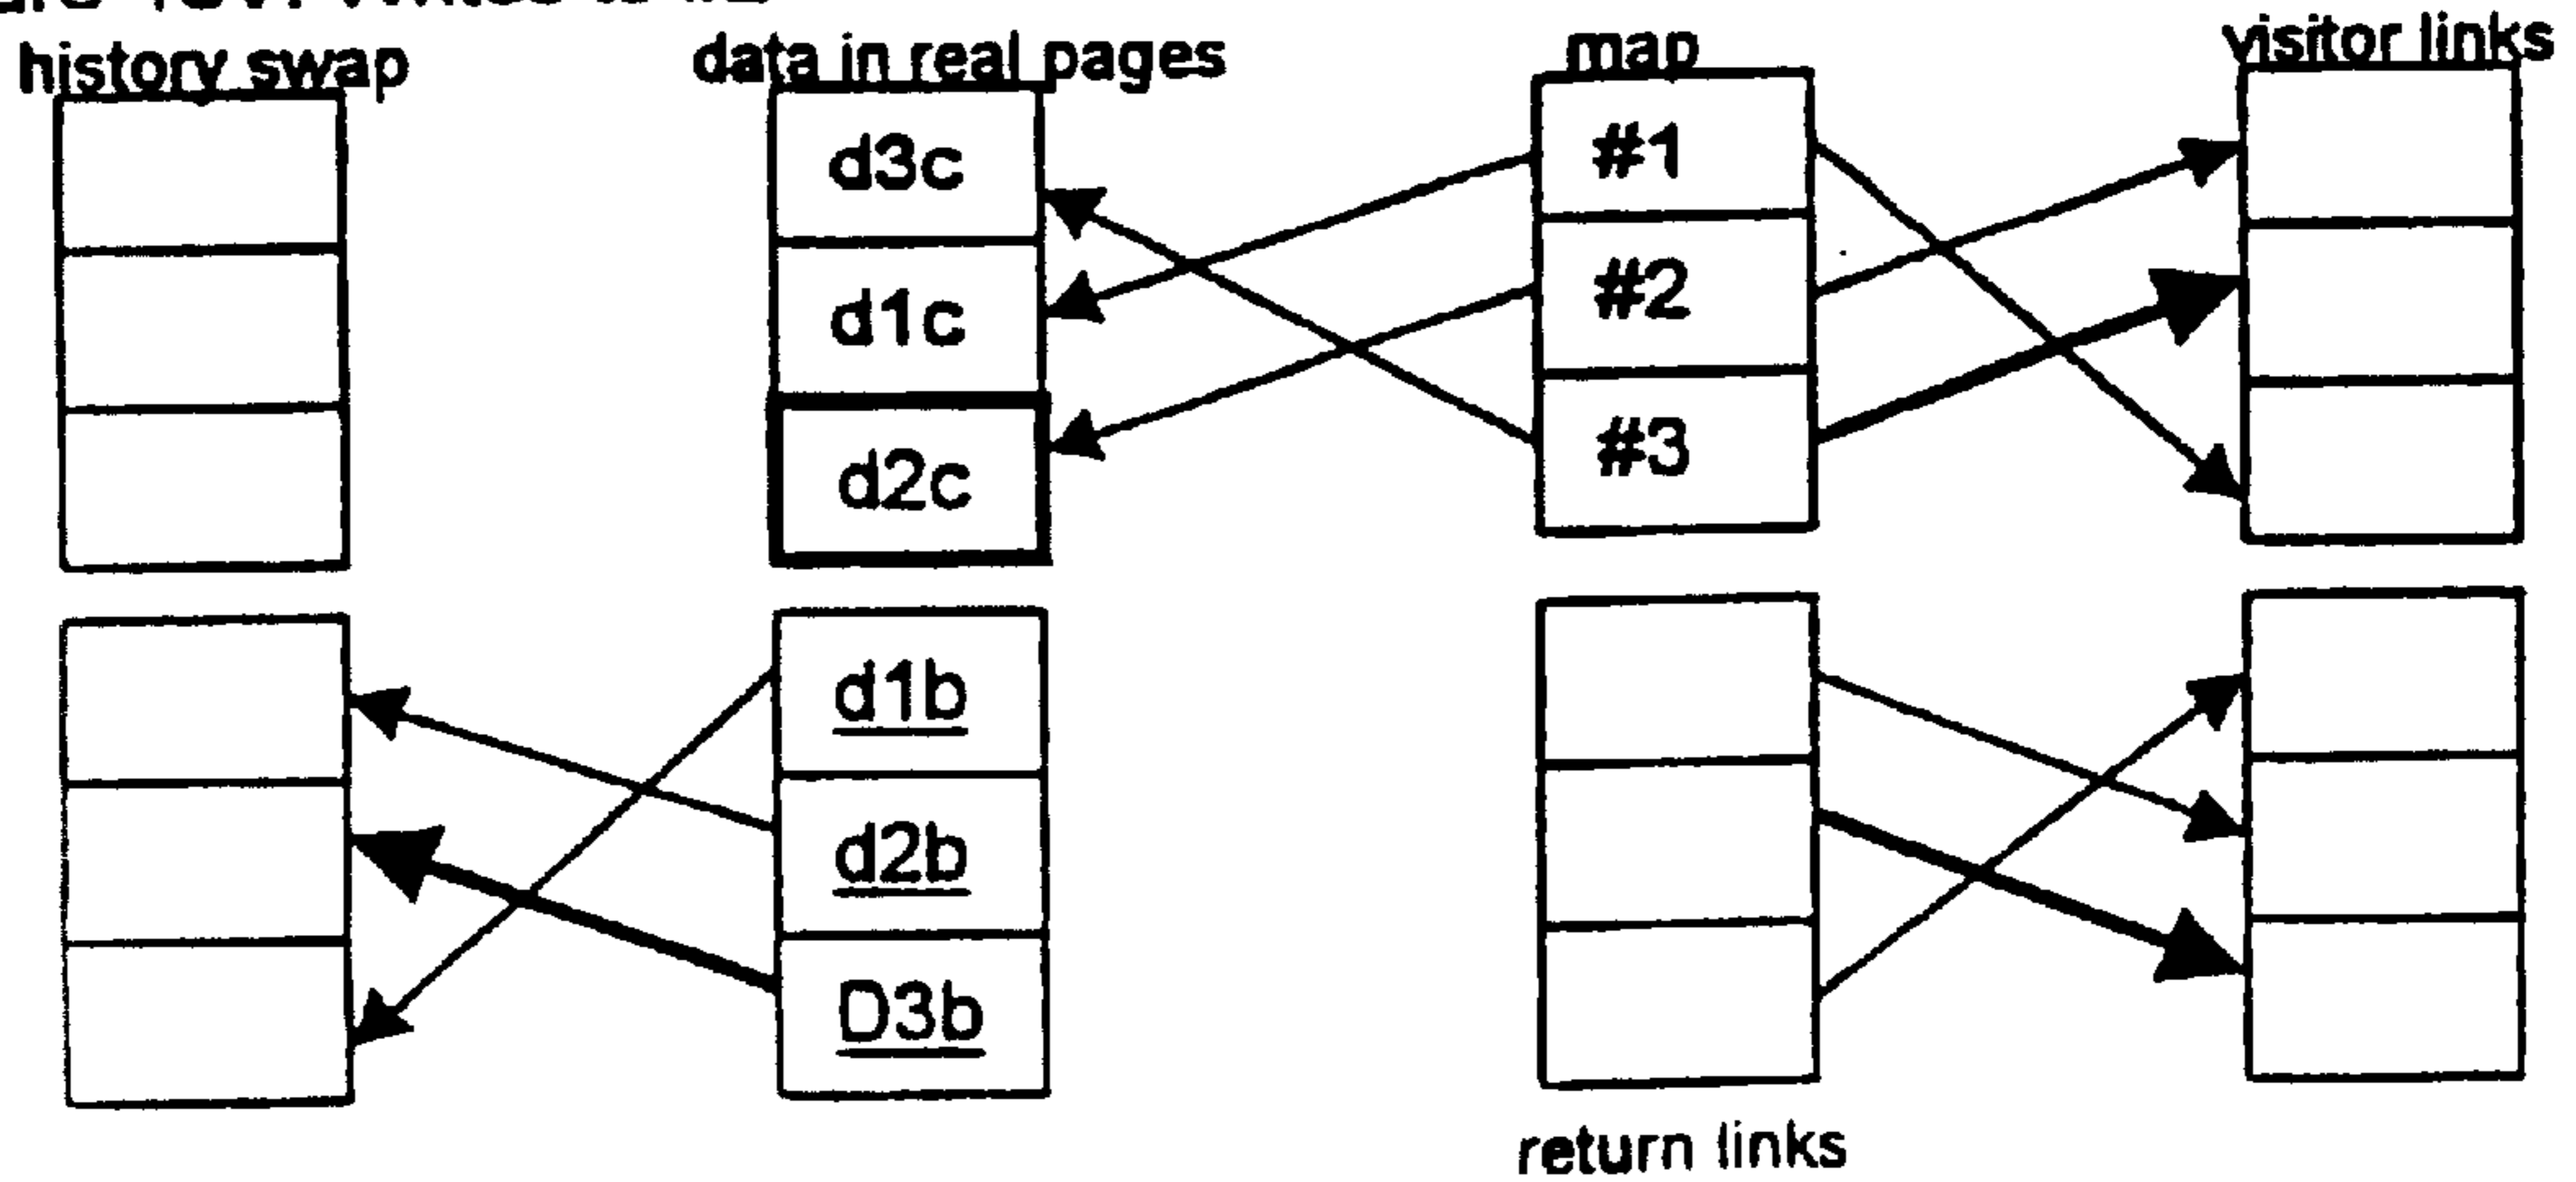 history swap
data in real pages
map
visitor links
d3c
d1c
d2c
#1
#2
#3
d1b
d2b
D3b
return links